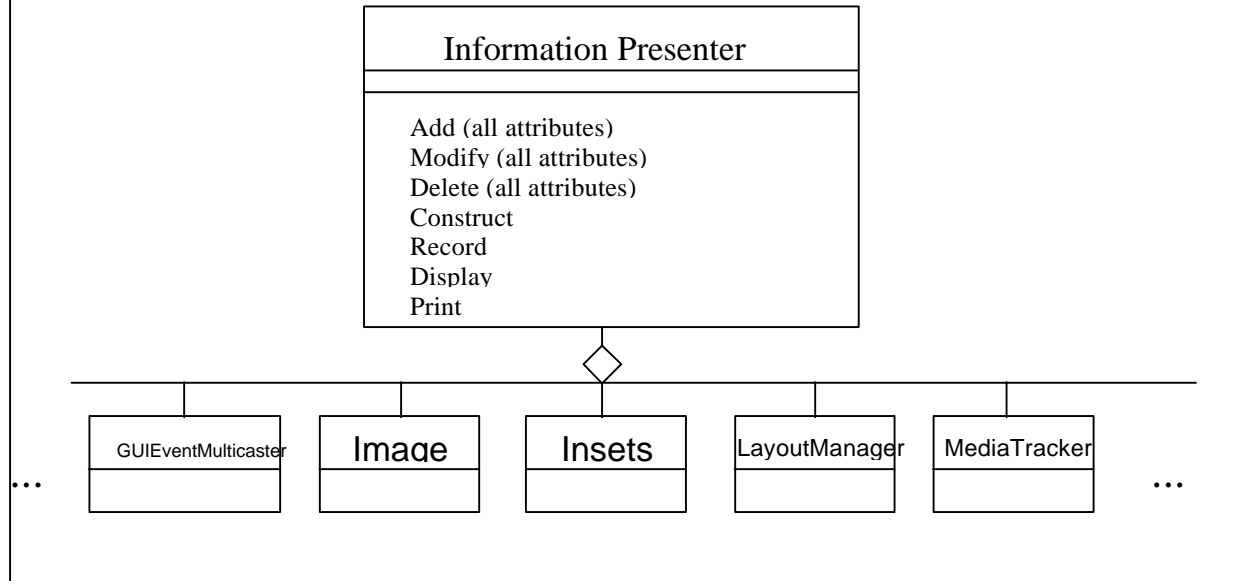 Information Presenter
Add (all attributes)
Modify (all attributes)
Delete (all attributes)
Construct
Record
Display
Print
GUIEventMulticaster
Image
Insets
LayoutManager
MediaTracker
...
...